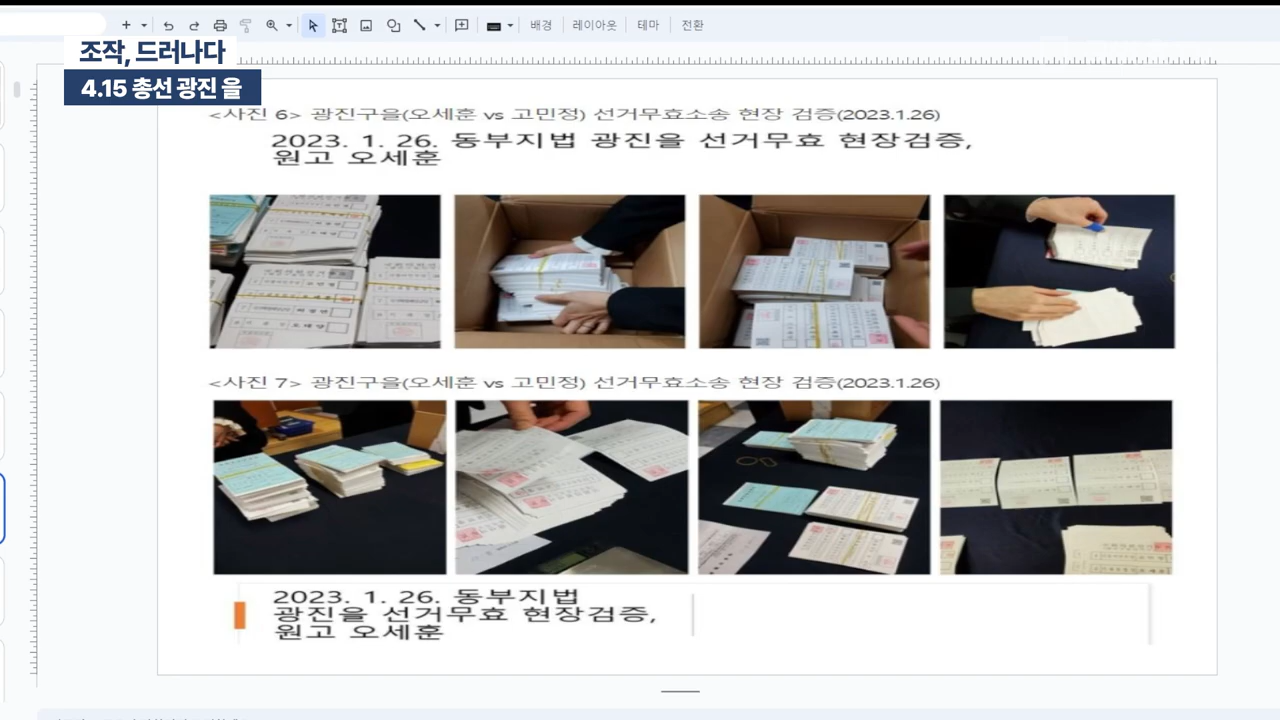 배경
레이아웃
테마
전환
조작, 드러나다
4.15 총선 광진 을
<사진 6> 광진구을(오세훈 vs 고민정) 선거무효소송 현장 검증(2023.1.26)
2023. 1. 26. 동부지법 광진을 선거무효 현장검증,
원고 오세훈
<사진 7> 광진구을(오세훈 vs 고민정) 선거무효소송 현장 검증(2023.1.26)
2023. 1. 26. 동부지법
광진을 선거무효 현장검증,
원고 오세훈